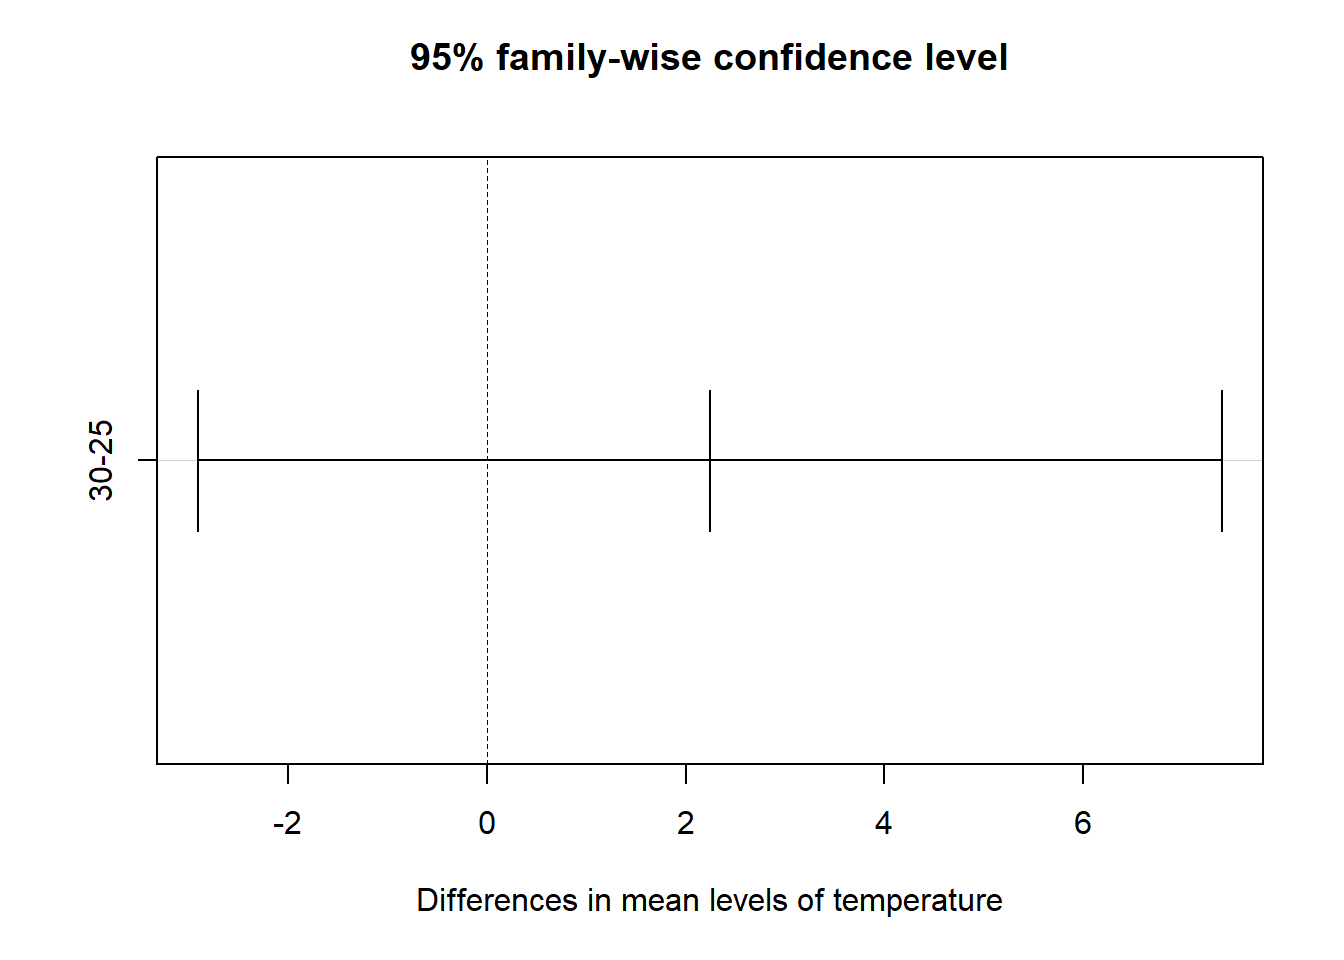 95% family-wise confidence level
30-25
-2 0 2 4 6
Differences in mean levels of temperature